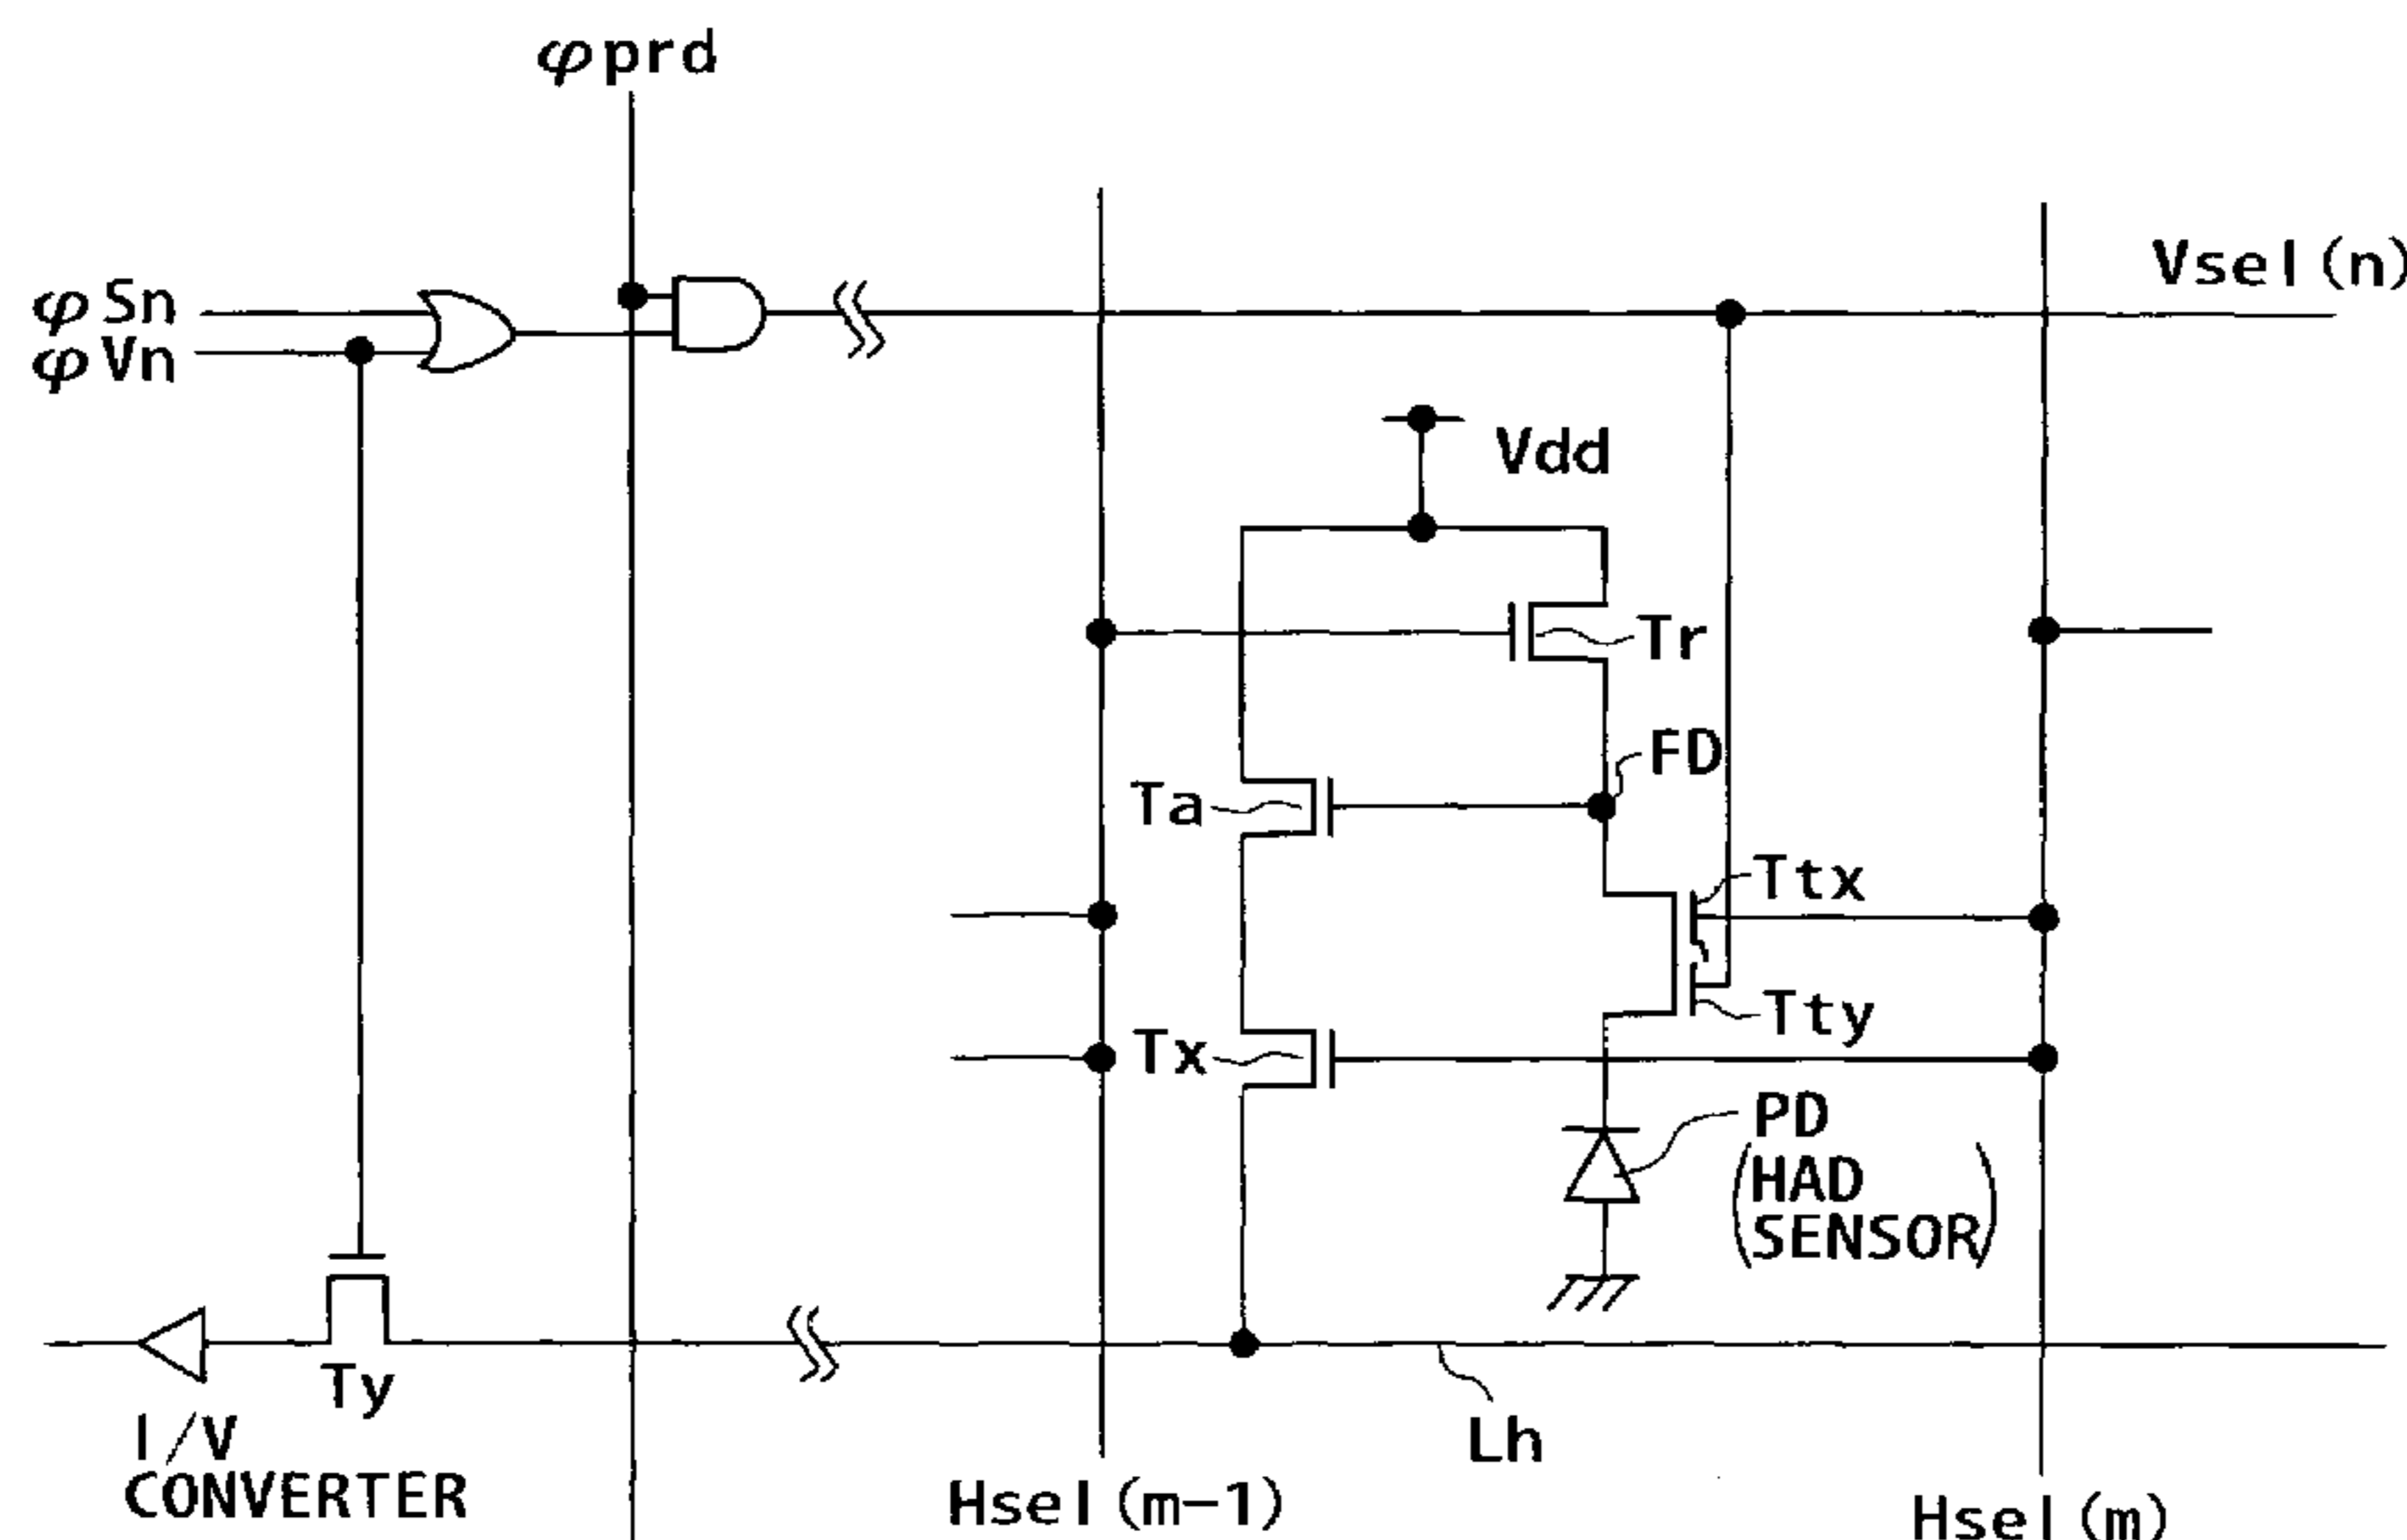 φprd
Vsel(n)
φSn
φVn
Vdd
Tr
FD
Ta
Ttx
Tty
Tx
PD
(HAD
SENSOR)
Ty
I/V
CONVERTER
Lh
Hsel(m-1)
Hsel(m)